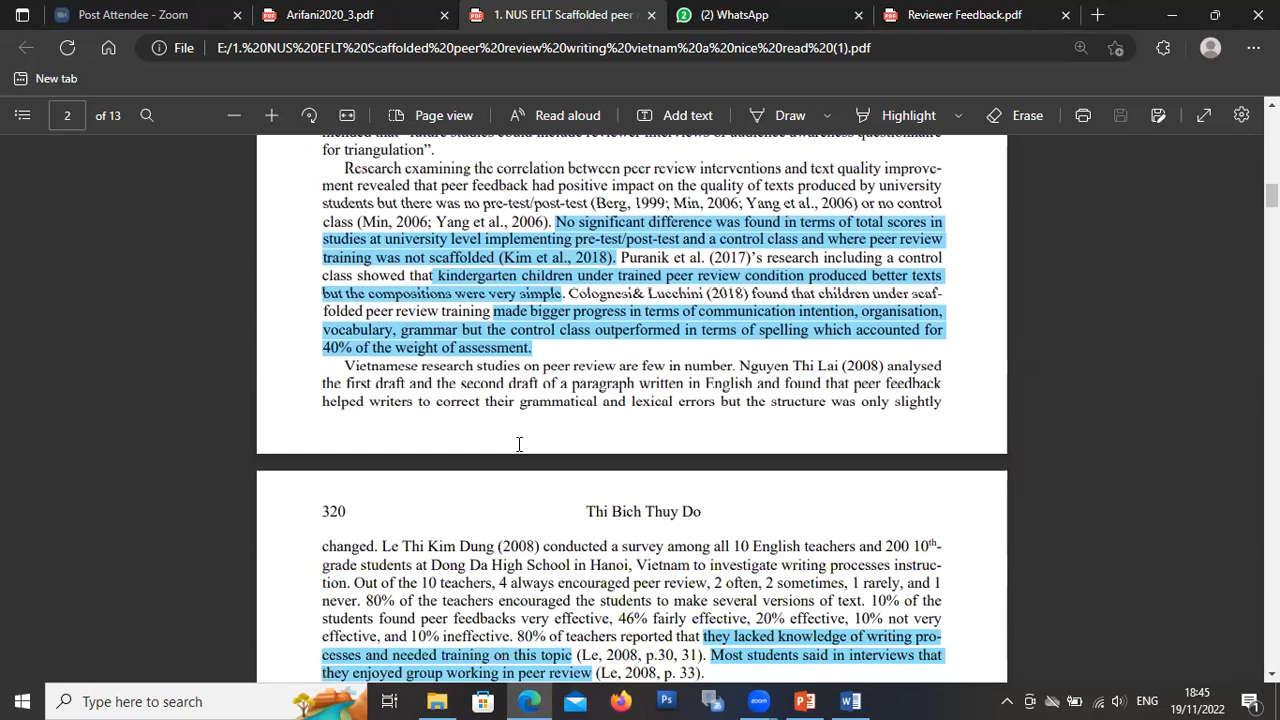 Post Attendee - Zoom
Arifani2020_3.pdf
1. NUS EFLT Scaffolded peer r
(2) WhatsApp
Reviewer Feedback.pdf
File
E:/1.%20NUS%20EFLT%20Scaffolded%20peer%20review%20writing%20vietnam%20a%20nice%20read%20(1).pdf
New tab
2 of 13
Page view
Read aloud
Add text
Draw
Highlight
Erase
for triangulation”.
Research examining the correlation between peer review interventions and text quality improve-
ment revealed that peer feedback had positive impact on the quality of texts produced by university
students but there was no pre-test/post-test (Berg, 1999; Min, 2006; Yang et al., 2006) or no control
class (Min, 2006; Yang et al., 2006). No significant difference was found in terms of total scores in
studies at university level implementing pre-test/post-test and a control class and where peer review
training was not scaffolded (Kim et al., 2018). Puranik et al. (2017)’s research including a control
class showed that kindergarten children under trained peer review condition produced better texts
but the compositions were very simple. Colognesi& Lucchini (2018) found that children under scaf-
folded peer review training made bigger progress in terms of communication intention, organisation,
vocabulary, grammar but the control class outperformed in terms of spelling which accounted for
40% of the weight of assessment.
Vietnamese research studies on peer review are few in number. Nguyen Thi Lai (2008) analysed
the first draft and the second draft of a paragraph written in English and found that peer feedback
helped writers to correct their grammatical and lexical errors but the structure was only slightly
320
Thi Bich Thuy Do
changed. Le Thi Kim Dung (2008) conducted a survey among all 10 English teachers and 200 10th-
grade students at Dong Da High School in Hanoi, Vietnam to investigate writing processes instruc-
tion. Out of the 10 teachers, 4 always encouraged peer review, 2 often, 2 sometimes, 1 rarely, and 1
never. 80% of the teachers encouraged the students to make several versions of text. 10% of the
students found peer feedbacks very effective, 46% fairly effective, 20% effective, 10% not very
effective, and 10% ineffective. 80% of teachers reported that they lacked knowledge of writing pro-
cesses and needed training on this topic (Le, 2008, p.30, 31). Most students said in interviews that
they enjoyed group working in peer review (Le, 2008, p. 33).
Type here to search
Ps
zoom
ENG
19/11/2022
1